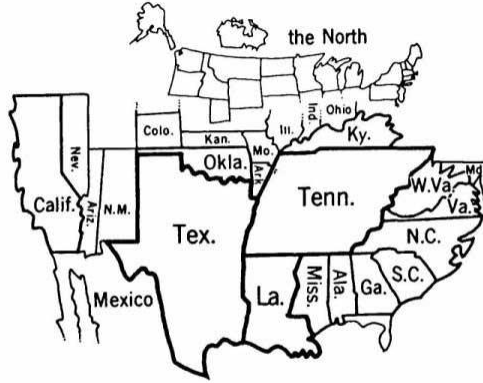 the North
Ind.
Ohio
Colo.
Kan.
Ill.
Ky.
Mo.
Nev.
Okla.
Ark
Md
Calif.
Ariz.
N.M.
Tenn.
W.Va.
Va.
Tex.
N.C.
Mexico
La.
Miss.
Ala.
Ga.
S.C.